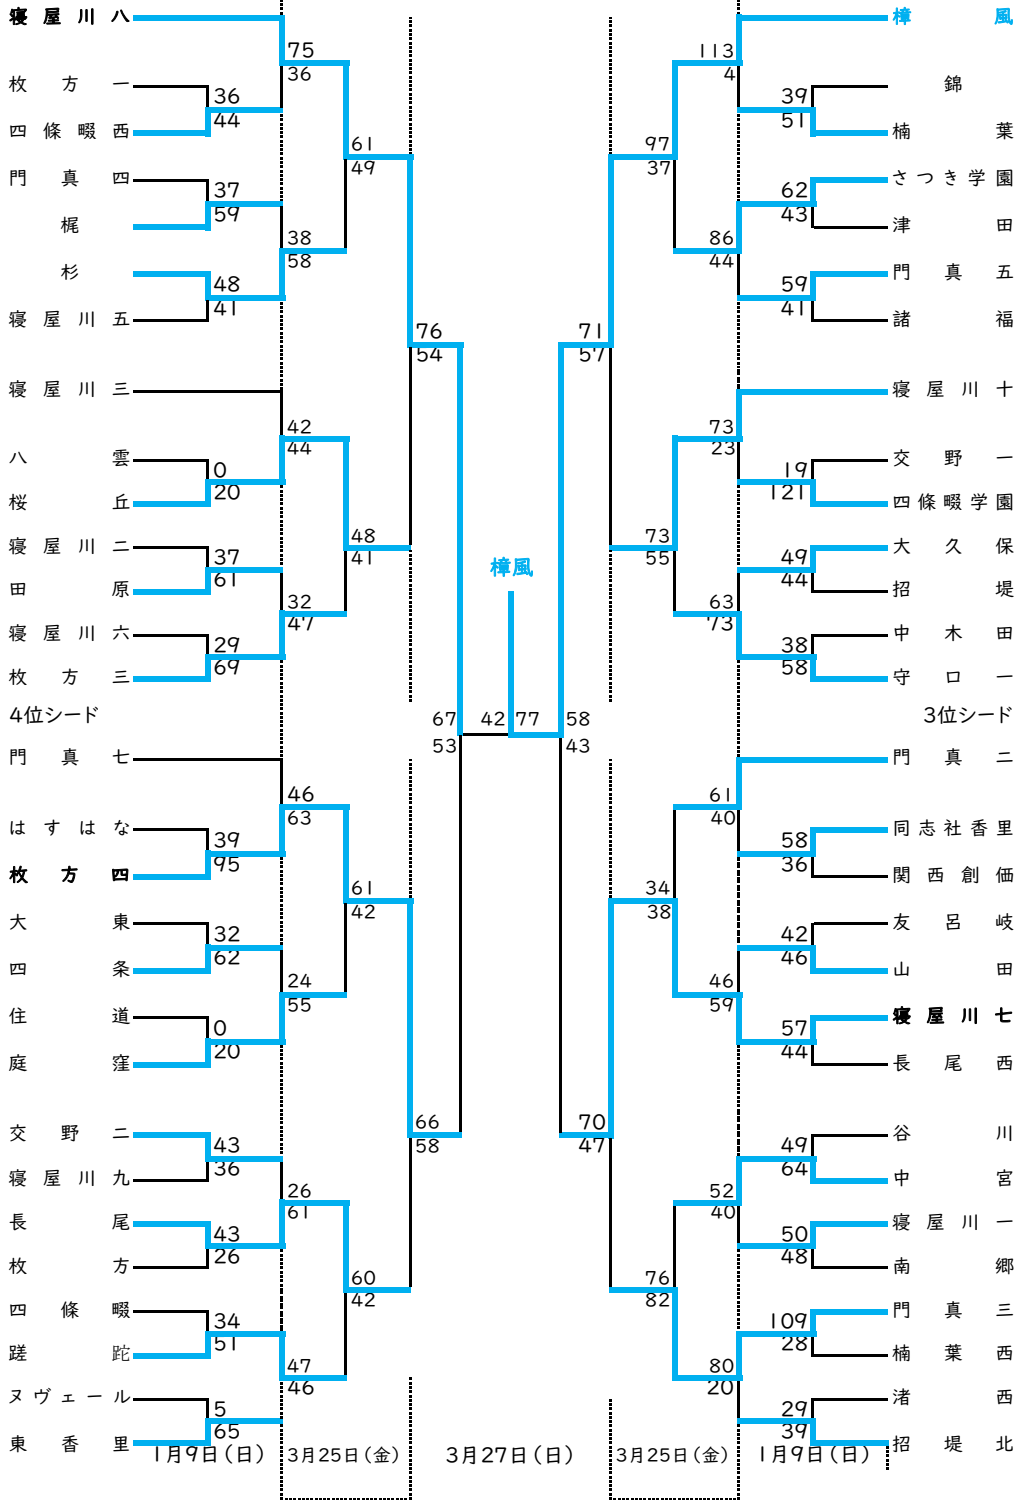 寝屋川八
75
36
枚方一
36
44
四條畷西
61
49
門真四
37
59
梶
38
58
杉
48
41
寝屋川五
76
54
寝屋川三
42
44
八雲
0
20
桜丘
48
41
寝屋川二
37
61
田原
32
47
寝屋川六
29
69
枚方三
4位シード
67
53
門真七
46
63
はすはな
39
95
枚方四
61
42
大東
32
62
四条
24
55
住道
0
20
庭窪
66
58
交野二
43
36
寝屋川九
26
61
長尾
43
26
枚方
60
42
四條畷
34
51
蹉跎
47
46
ヌヴェール
5
65
東香里
樟風
42 77
樟風
113
4
錦
39
51
楠葉
97
37
さつき学園
62
43
津田
86
44
門真五
59
41
諸福
71
57
寝屋川十
73
23
交野一
19
121
四條畷学園
73
55
大久保
49
44
招堤
63
73
中木田
38
58
守口一
3位シード
58
43
門真二
61
40
同志社香里
58
36
関西創価
34
38
友呂岐
42
46
山田
46
59
寝屋川七
57
44
長尾西
70
47
谷川
49
64
中宮
52
40
寝屋川一
50
48
南郷
76
82
門真三
109
28
楠葉西
80
20
渚西
29
39
招堤北
1月9日(日) 3月25日(金) 3月27日(日) 3月25日(金) 1月9日(日)